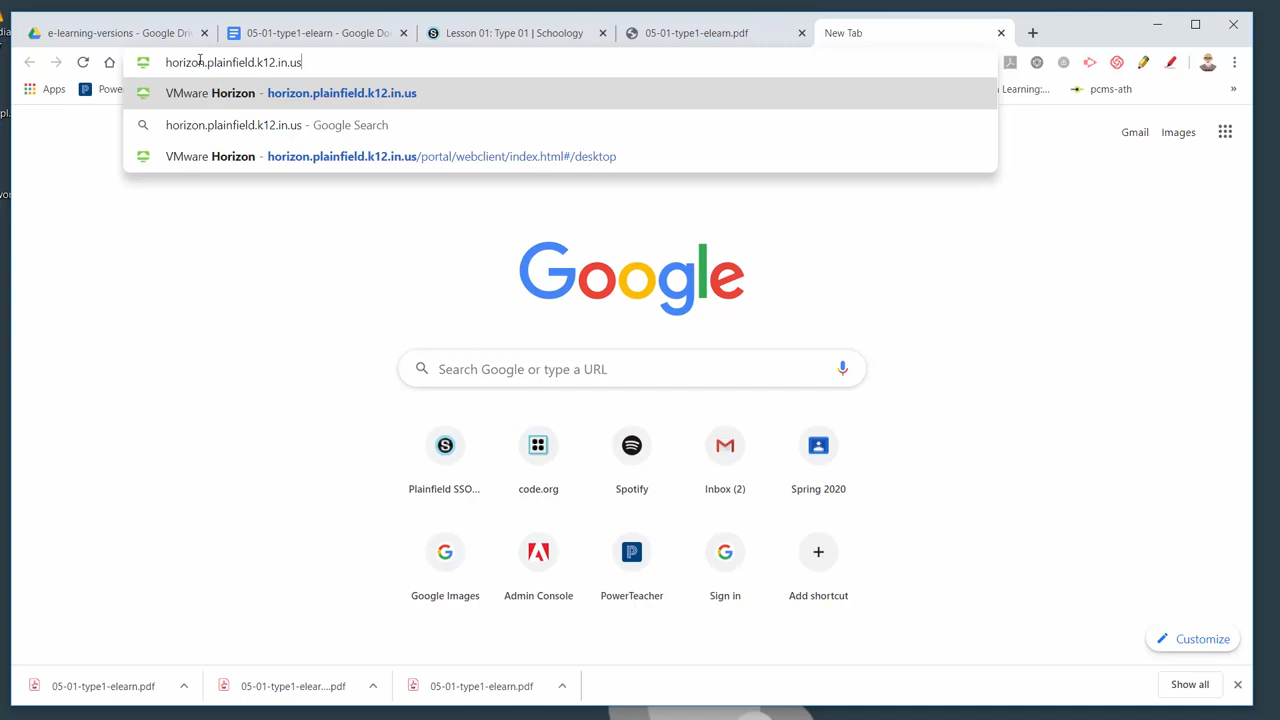 e-learning-versions - Google Dri
05-01-type1-elearn - Google Do
Lesson 01: Type 01 | Schoology
05-01-type1-elearn.pdf
New Tab
horizon.plainfield.k12.in.us
Apps
Powe
Learning:...
pcms-ath
»
VMware Horizon - horizon.plainfield.k12.in.us
horizon.plainfield.k12.in.us - Google Search
VMware Horizon - horizon.plainfield.k12.in.us/portal/webclient/index.html#/desktop
Gmail Images
Google
Search Google or type a URL
Plainfield SSO...
code.org
Spotify
Inbox (2)
Spring 2020
Google Images
Admin Console
PowerTeacher
Sign in
Add shortcut
Customize
05-01-type1-elearn.pdf
05-01-type1-elear....pdf
05-01-type1-elearn.pdf
Show all